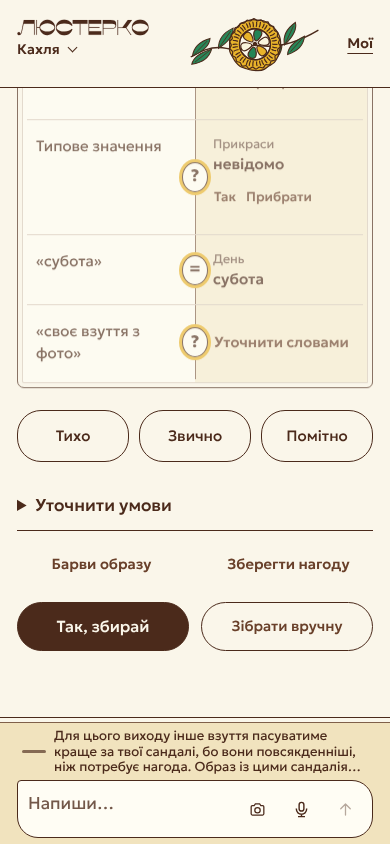 ЛЮСТЕРКО
Кахля
Мої
Типове значення
?
Прикраси
невідомо
Так Прибрати
«субота»
=
День
субота
«своє взуття з
фото»
?
Уточнити словами
Тихо
Звично
Помітно
Уточнити умови
Барви образу
Зберегти нагоду
Так, збирай
Зібрати вручну
Для цього виходу інше взуття пасуватиме
краще за твої сандалі, бо вони повсякденніші,
ніж потребує нагода. Образ із цими сандалія…
Напиши…